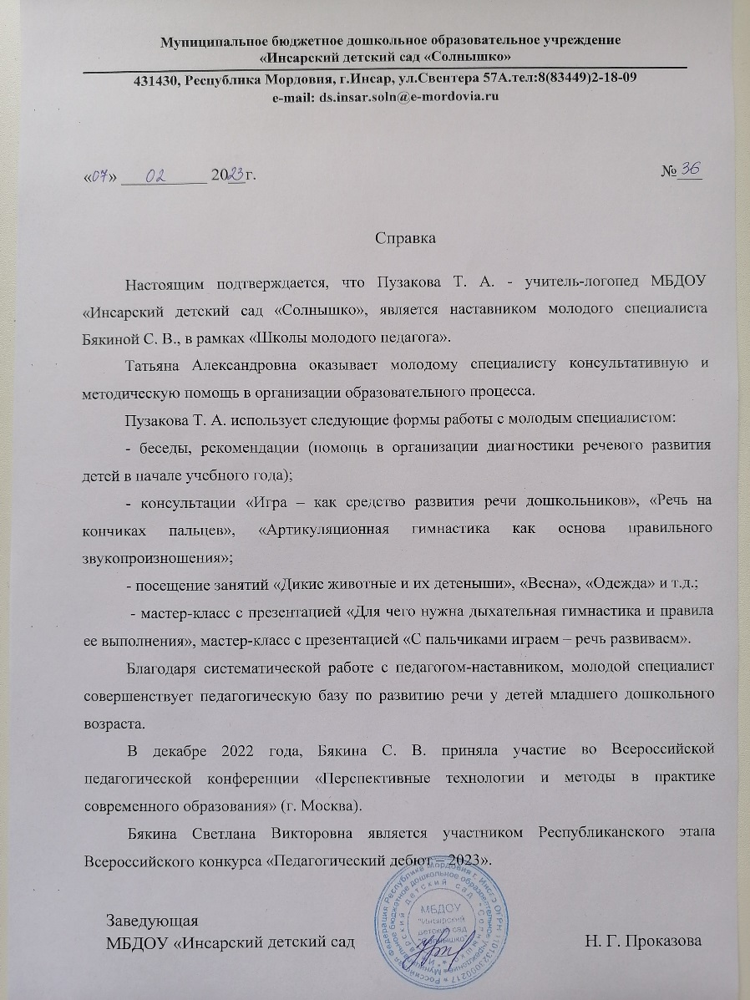 Муниципальное бюджетное дошкольное образовательное учреждение
«Инсарский детский сад «Солнышко»
431430, Республика Мордовия, г.Инсар, ул.Свентера 57А.тел:8(83449)2-18-09
e-mail: ds.insar.soln@e-mordovia.ru
«07» 02 2023г. №36
Справка
Настоящим подтверждается, что Пузакова Т. А. - учитель-логопед МБДОУ
«Инсарский детский сад «Солнышко», является наставником молодого специалиста
Бякиной С. В., в рамках «Школы молодого педагога».
Татьяна Александровна оказывает молодому специалисту консультативную и
методическую помощь в организации образовательного процесса.
Пузакова Т. А. использует следующие формы работы с молодым специалистом:
- беседы, рекомендации (помощь в организации диагностики речевого развития
детей в начале учебного года);
- консультации «Игра – как средство развития речи дошкольников», «Речь на
кончиках пальцев», «Артикуляционная гимнастика как основа правильного
звукопроизношения»;
- посещение занятий «Дикие животные и их детеныши», «Весна», «Одежда» и т.д.;
- мастер-класс с презентацией «Для чего нужна дыхательная гимнастика и правила
ее выполнения», мастер-класс с презентацией «С пальчиками играем – речь развиваем».
Благодаря систематической работе с педагогом-наставником, молодой специалист
совершенствует педагогическую базу по развитию речи у детей младшего дошкольного
возраста.
В декабре 2022 года, Бякина С. В. приняла участие во Всероссийской
педагогической конференции «Перспективные технологии и методы в практике
современного образования» (г. Москва).
Бякина Светлана Викторовна является участником Республиканского этапа
Всероссийского конкурса «Педагогический дебют – 2023».
Заведующая
МБДОУ «Инсарский детский сад Н. Г. Проказова
МБДОУ
"Инсарский
детский сад
"Солнышко"